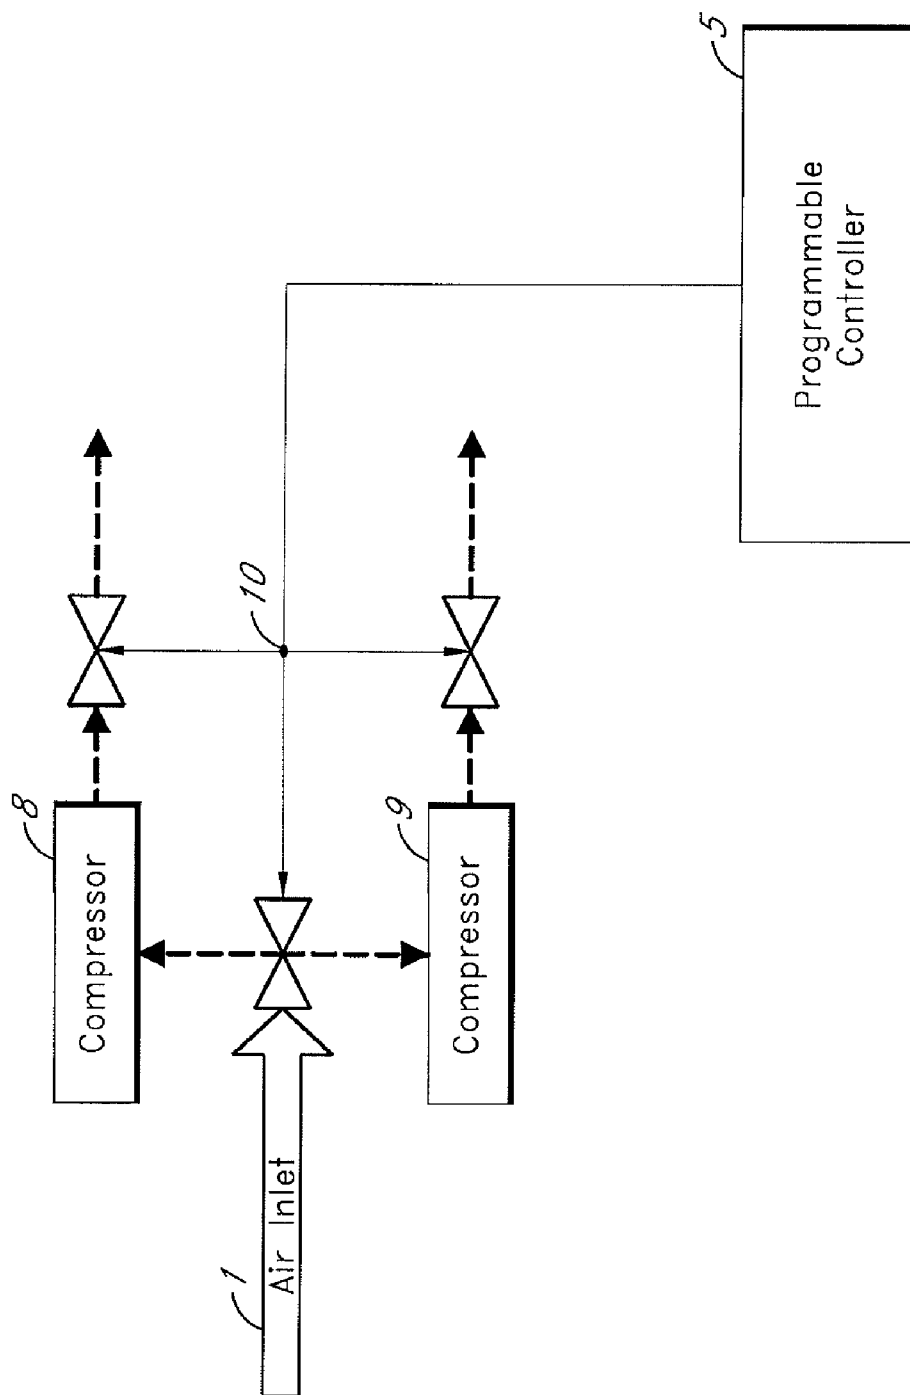 8
Compressor
10
1
Air Inlet
9
Compressor
5
Programmable
Controller